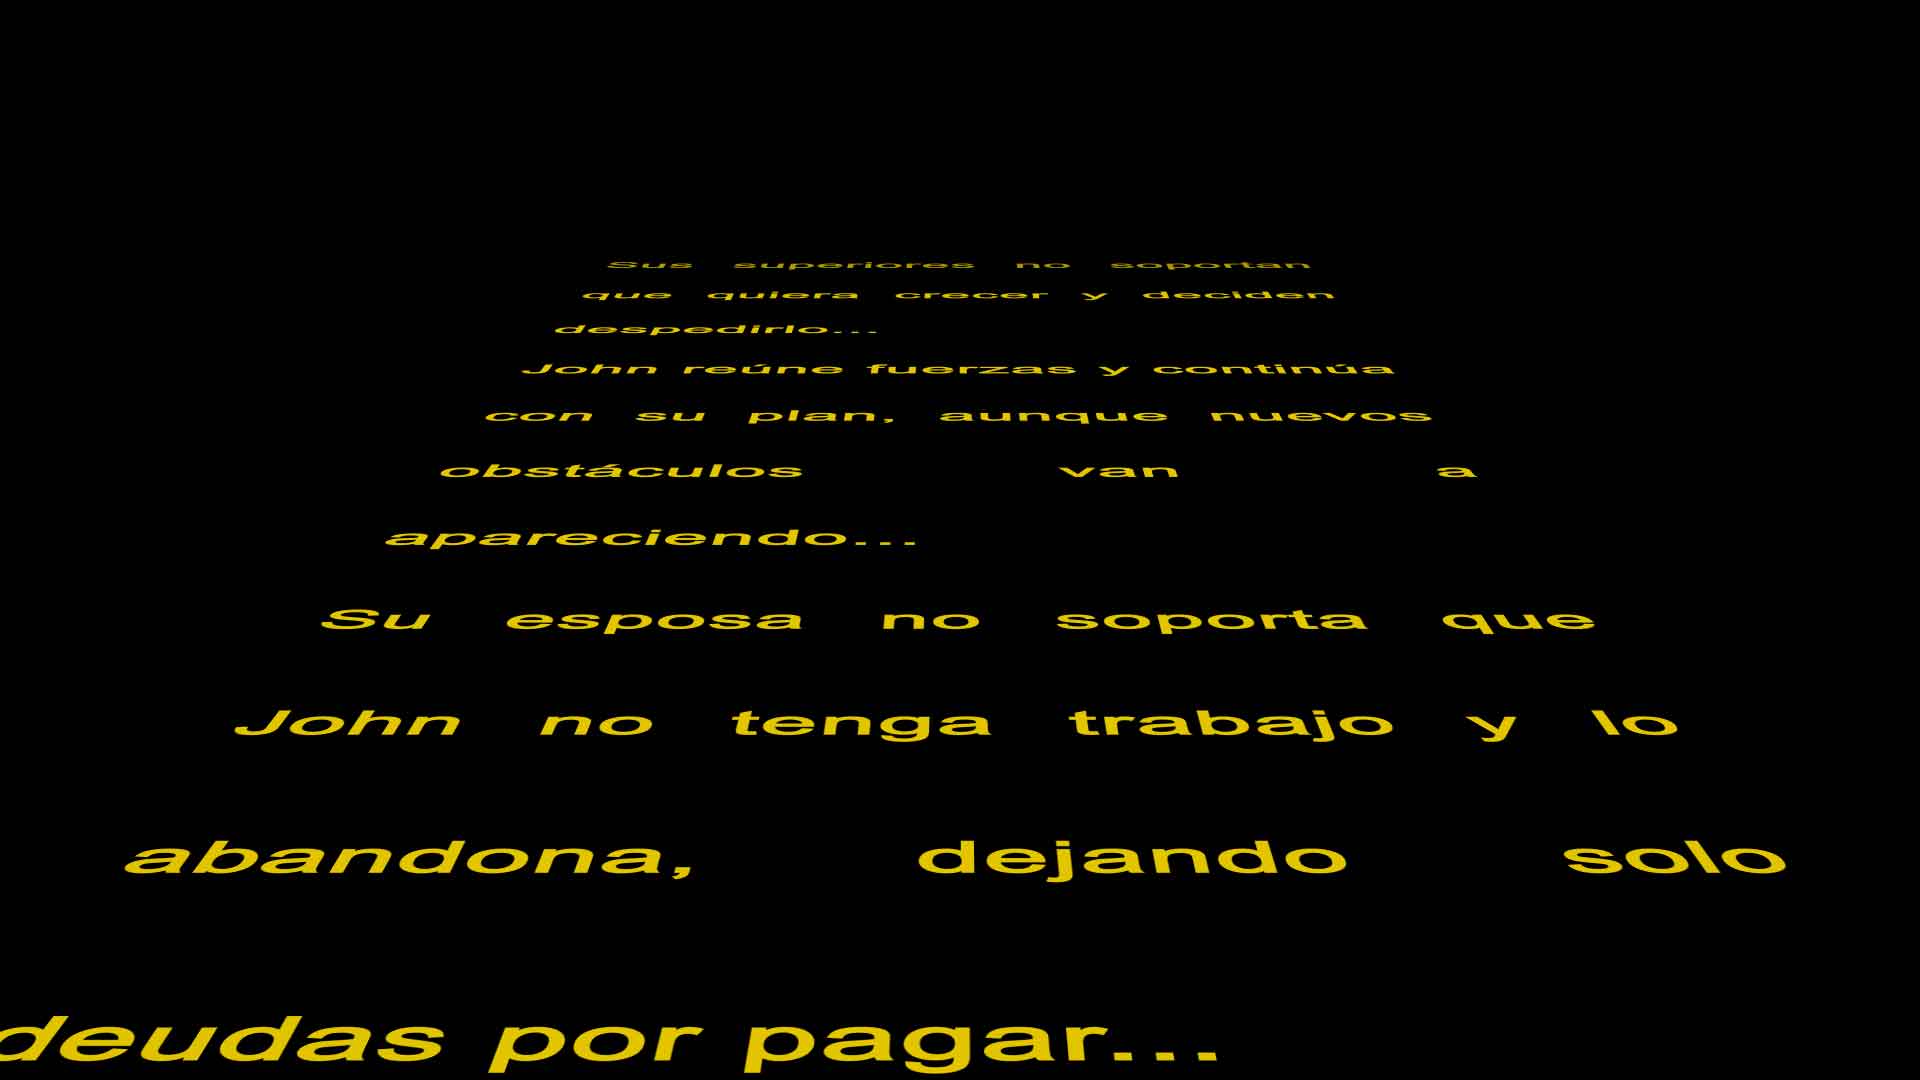 Sus superiores no soportan
que quiera crecer y deciden
despedirlo...
John reúne fuerzas y continúa
con su plan, aunque nuevos
obstáculos van a
apareciendo...
Su esposa no soporta que
John no tenga trabajo y lo
abandona, dejando solo
deudas por pagar...